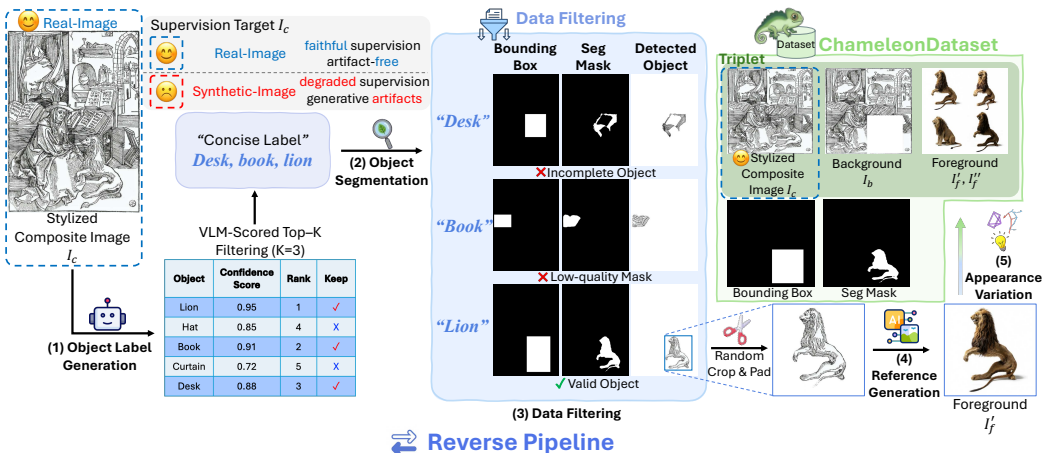 Real-Image
Stylized
Composite Image
I_c
(1) Object Label
Generation
Supervision Target I_c
Real-Image
faithful supervision
artifact-free
Synthetic-Image
degraded supervision
generative artifacts
“Concise Label”
Desk, book, lion
(2) Object
Segmentation
VLM-Scored Top–K
Filtering (K=3)
Object Confidence Score Rank Keep
Lion 0.95 1 ✓
Hat 0.85 4 X
Book 0.91 2 ✓
Curtain 0.72 5 X
Desk 0.88 3 ✓
Data Filtering
Bounding Box
Seg Mask
Detected Object
“Desk”
Incomplete Object
“Book”
Low-quality Mask
“Lion”
Valid Object
(3) Data Filtering
Random
Crop & Pad
AI
(4)
Reference
Generation
Foreground
I'_f
(5)
Appearance
Variation
Dataset
ChameleonDataset
Triplet
Stylized
Composite
Image I_c
Background
I_b
Foreground
I'_f, I''_f
Bounding Box
Seg Mask
Reverse Pipeline